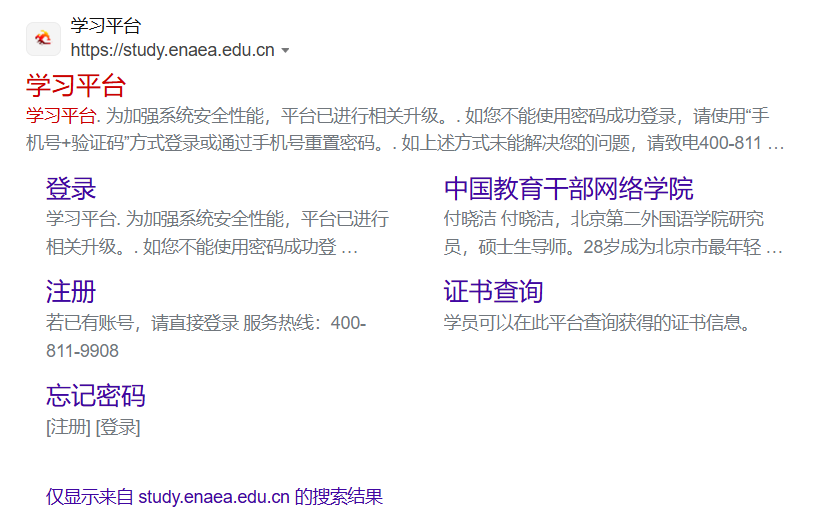 学习平台
https://study.enaea.edu.cn
学习平台
学习平台. 为加强系统安全性能，平台已进行相关升级。. 如您不能使用密码成功登录，请使用“手
机号+验证码”方式登录或通过手机号重置密码。. 如上述方式未能解决您的问题，请致电400-811 …
登录
学习平台. 为加强系统安全性能，平台已进行
相关升级。. 如您不能使用密码成功登 …
中国教育干部网络学院
付晓洁 付晓洁，北京第二外国语学院研究
员，硕士生导师。28岁成为北京市最年轻 …
注册
若已有账号，请直接登录 服务热线：400-
811-9908
证书查询
学员可以在此平台查询获得的证书信息。
忘记密码
[注册] [登录]
仅显示来自 study.enaea.edu.cn 的搜索结果